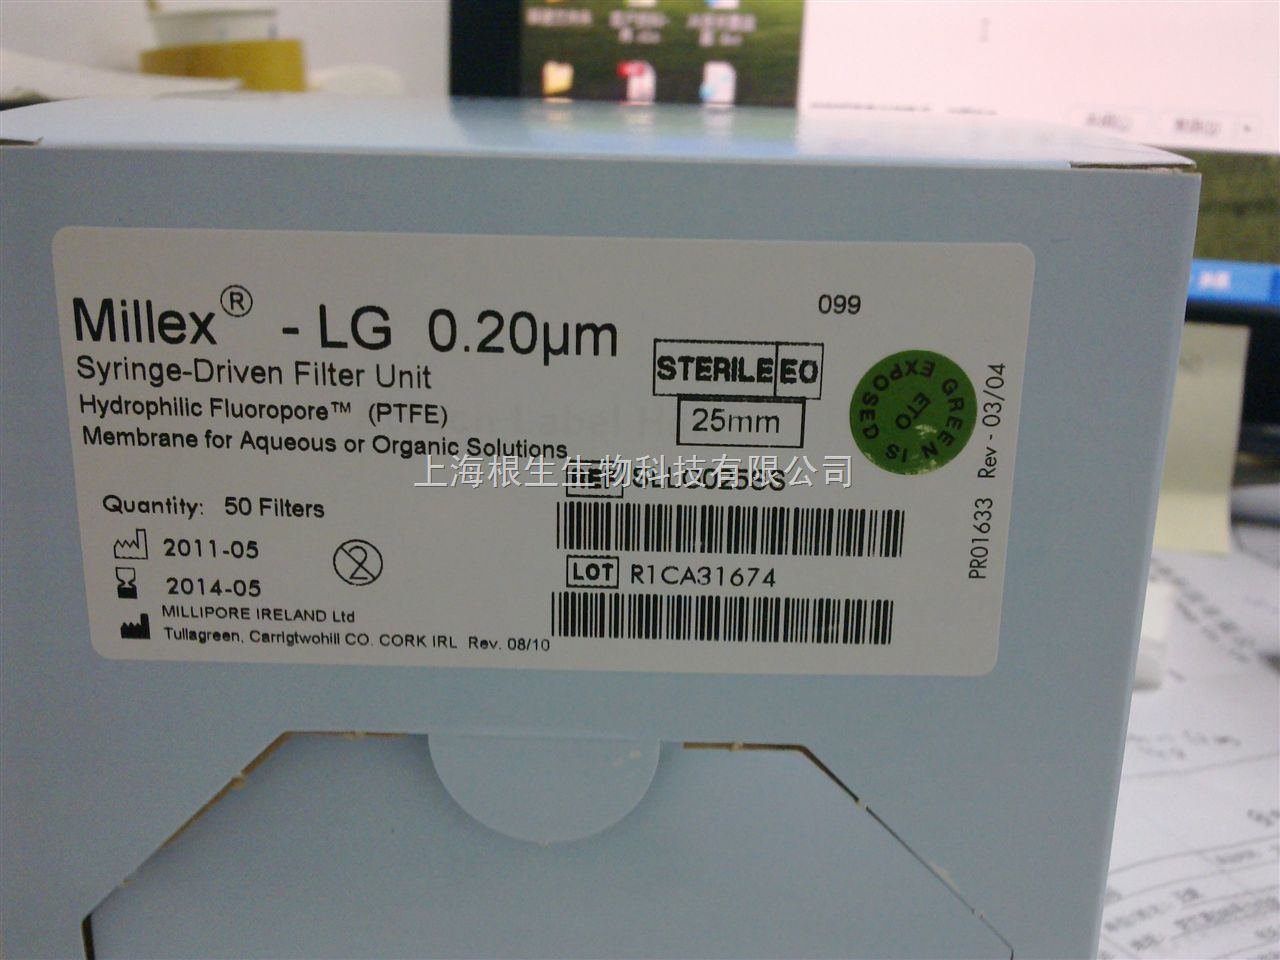 099
Millex® - LG 0.20µm
Syringe-Driven Filter Unit
STERILE EO
Hydrophilic Fluoropore™ (PTFE)
25mm
Membrane for Aqueous or Organic Solutions
GREEN IS EXPOSED ETO
PR01633 Rev - 03/04
上海根生生物科技有限公司
REF
Quantity: 50 Filters
2011-05
2
LOT R1CA31674
2014-05
MILLIPORE IRELAND Ltd
Tullagreen, Carrigtwohill CO. CORK IRL Rev. 08/10